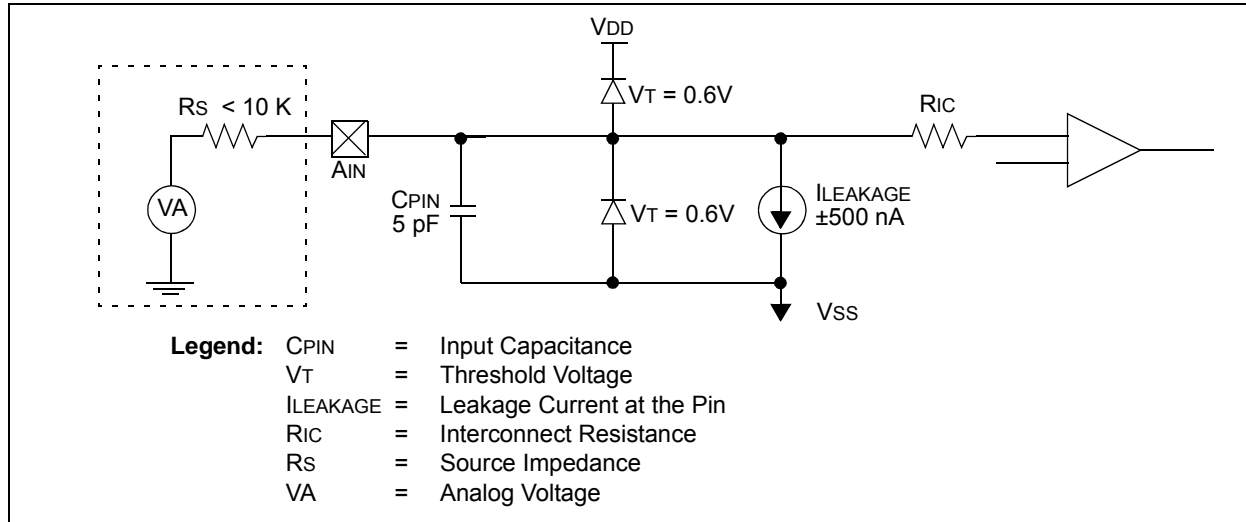 VDD
RS < 10 K
VT = 0.6V
RIC
AIN
VA
CPIN
5 pF
VT = 0.6V
ILEAKAGE
±500 nA
VSS
Legend: CPIN = Input Capacitance
VT = Threshold Voltage
ILEAKAGE = Leakage Current at the Pin
RIC = Interconnect Resistance
RS = Source Impedance
VA = Analog Voltage